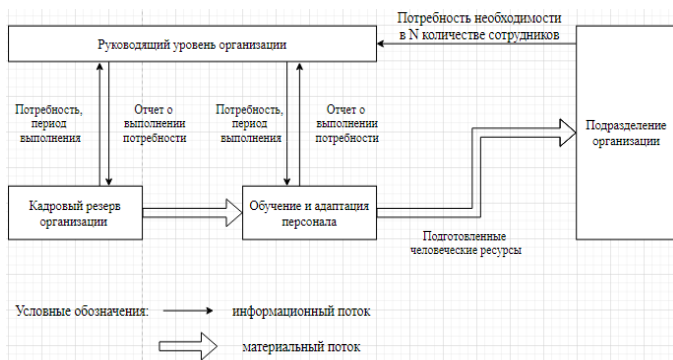 Потребность необходимости
в N количестве сотрудников
Руководящий уровень организации
Потребность,
период
выполнения
Отчет о
выполнении
потребности
Потребность,
период
выполнения
Отчет о
выполнении
потребности
Подразделение
организации
Кадровый резерв
организации
Обучение и адаптация
персонала
Подготовленные
человеческие ресурсы
Условные обозначения:
информационный поток
материальный поток